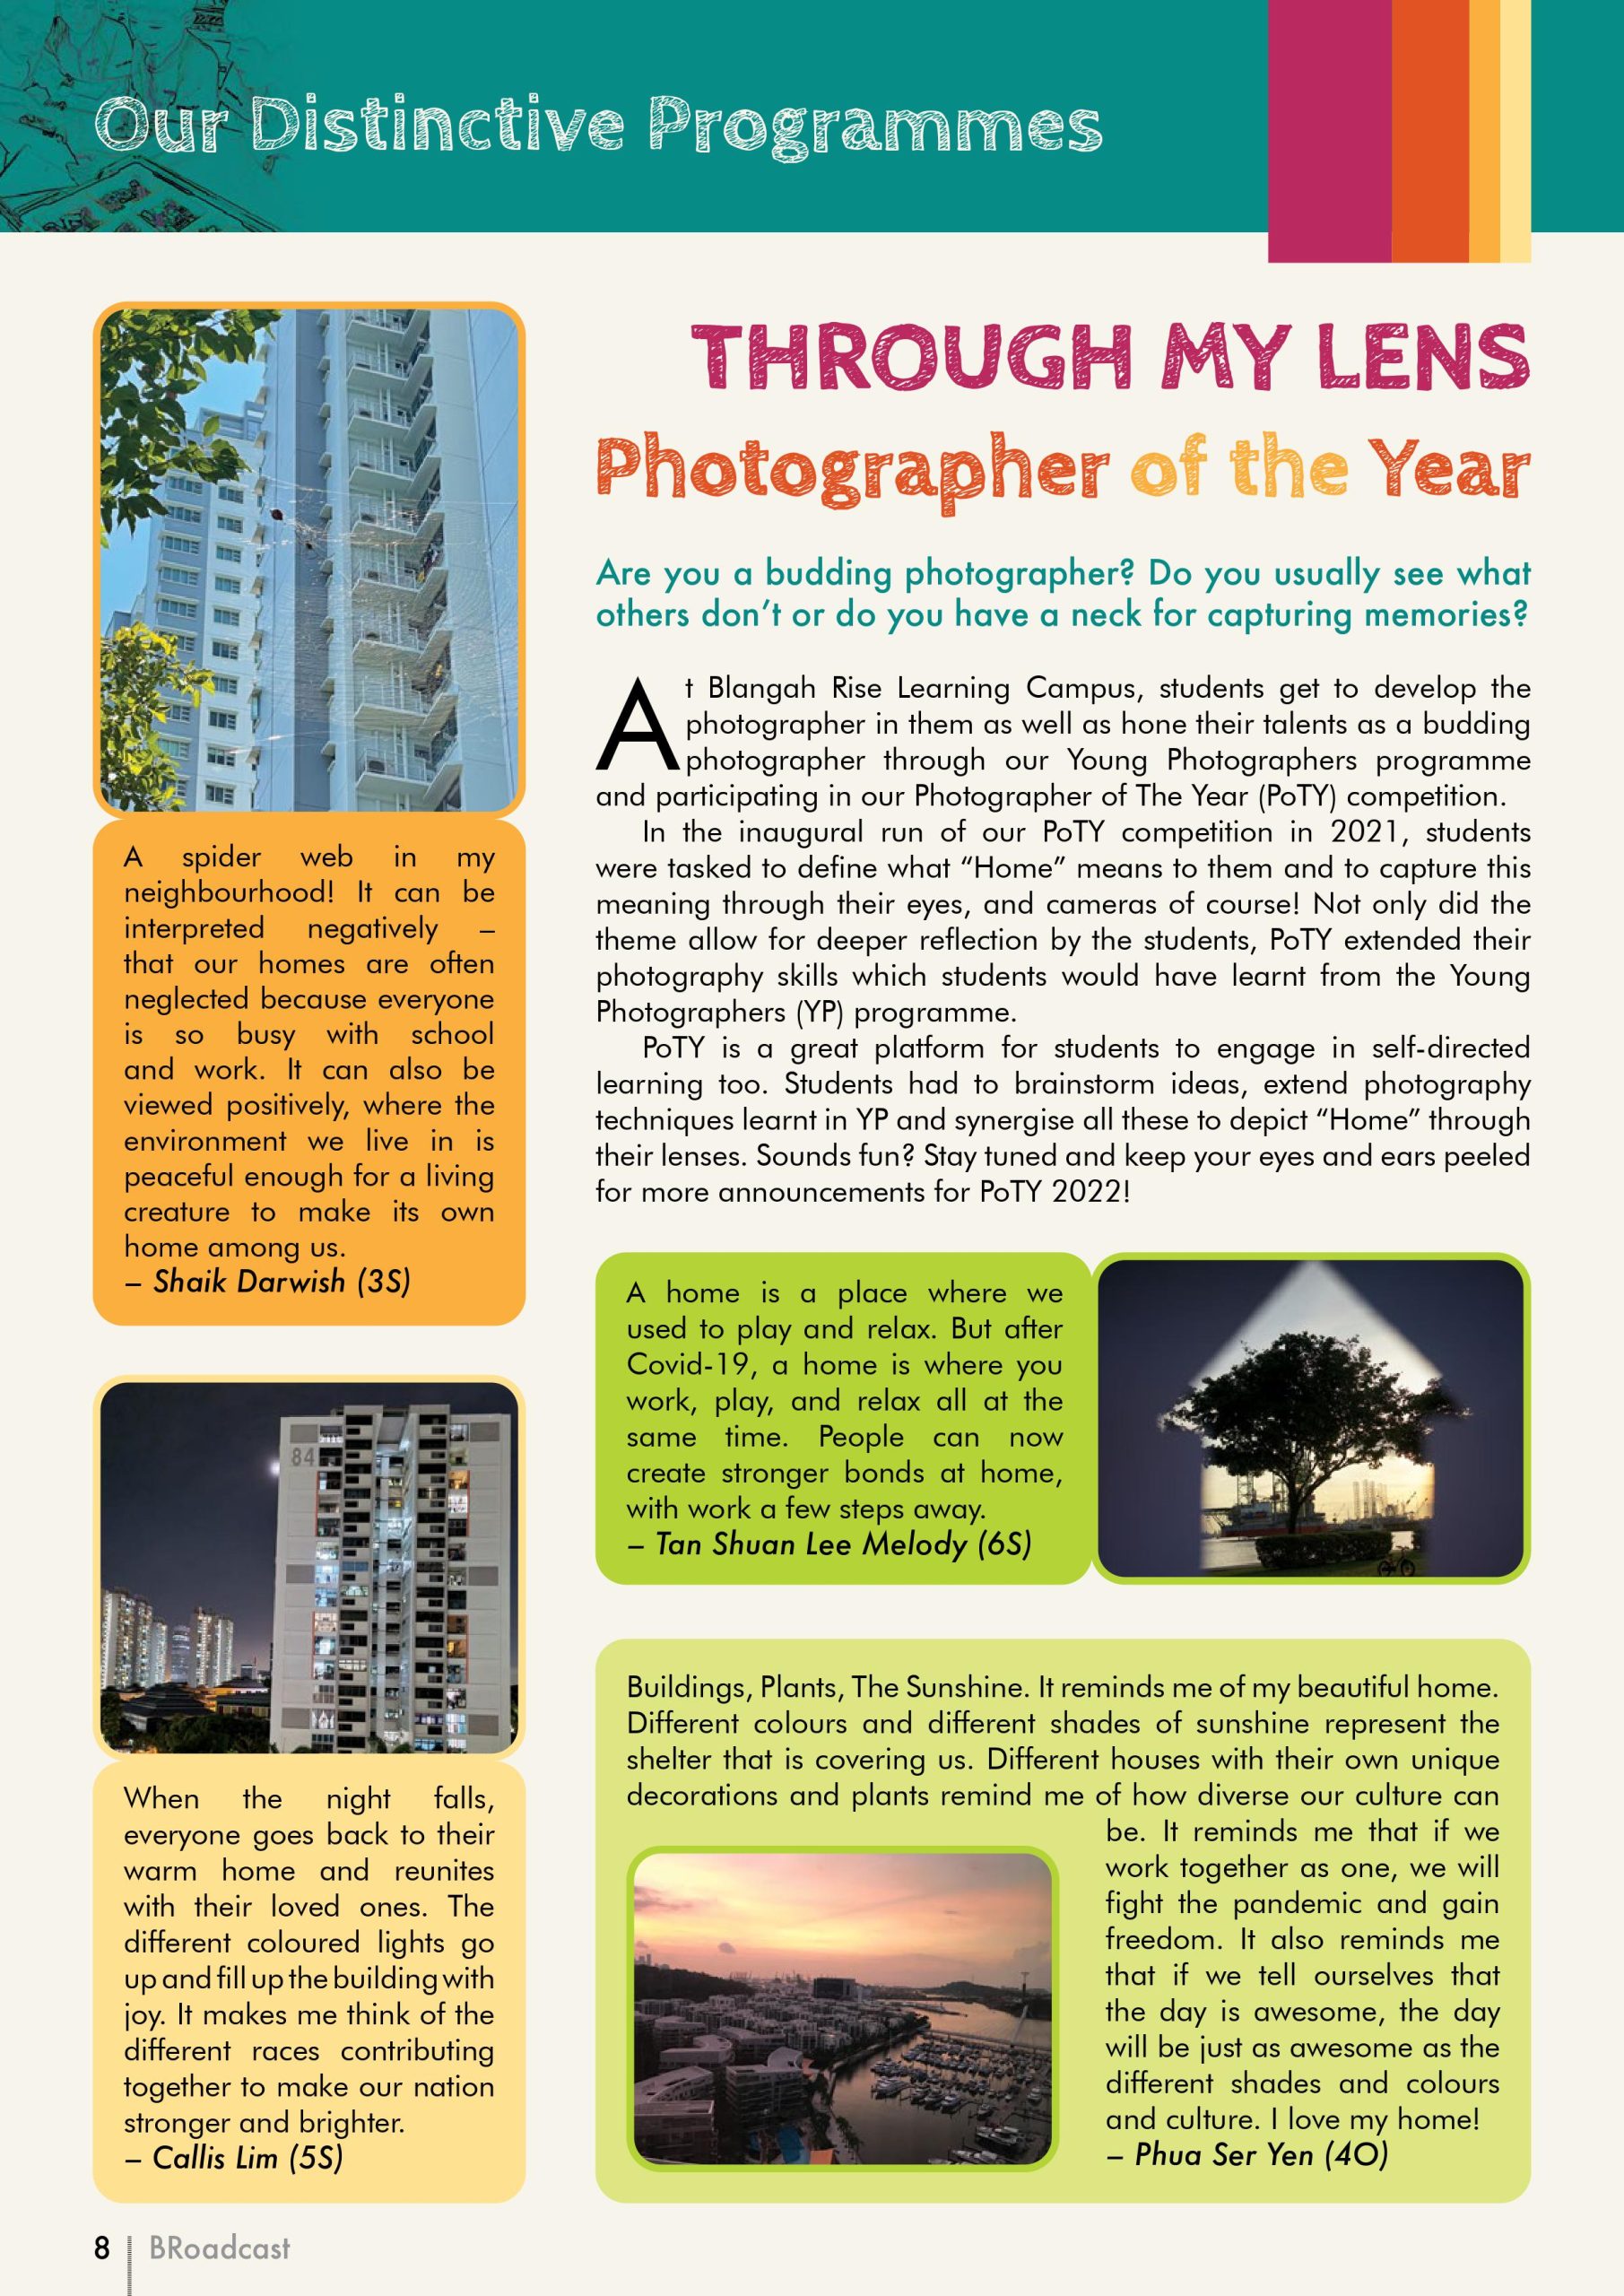 Our Distinctive Programmes
THROUGH MY LENS
Photographer of the Year
Are you a budding photographer? Do you usually see what
others don’t or do you have a neck for capturing memories?
At Blangah Rise Learning Campus, students get to develop the
photographer in them as well as hone their talents as a budding
photographer through our Young Photographers programme
and participating in our Photographer of The Year (PoTY) competition.
In the inaugural run of our PoTY competition in 2021, students
were tasked to define what “Home” means to them and to capture this
meaning through their eyes, and cameras of course! Not only did the
theme allow for deeper reflection by the students, PoTY extended their
photography skills which students would have learnt from the Young
Photographers (YP) programme.
PoTY is a great platform for students to engage in self-directed
learning too. Students had to brainstorm ideas, extend photography
techniques learnt in YP and synergise all these to depict “Home” through
their lenses. Sounds fun? Stay tuned and keep your eyes and ears peeled
for more announcements for PoTY 2022!
A spider web in my
neighbourhood! It can be
interpreted negatively –
that our homes are often
neglected because everyone
is so busy with school
and work. It can also be
viewed positively, where the
environment we live in is
peaceful enough for a living
creature to make its own
home among us.
– Shaik Darwish (3S)
84
When the night falls,
everyone goes back to their
warm home and reunites
with their loved ones. The
different coloured lights go
up and fill up the building with
joy. It makes me think of the
different races contributing
together to make our nation
stronger and brighter.
– Callis Lim (5S)
A home is a place where we
used to play and relax. But after
Covid-19, a home is where you
work, play, and relax all at the
same time. People can now
create stronger bonds at home,
with work a few steps away.
– Tan Shuan Lee Melody (6S)
Buildings, Plants, The Sunshine. It reminds me of my beautiful home.
Different colours and different shades of sunshine represent the
shelter that is covering us. Different houses with their own unique
decorations and plants remind me of how diverse our culture can
be. It reminds me that if we
work together as one, we will
fight the pandemic and gain
freedom. It also reminds me
that if we tell ourselves that
the day is awesome, the day
will be just as awesome as the
different shades and colours
and culture. I love my home!
– Phua Ser Yen (4O)
8 BRoadcast